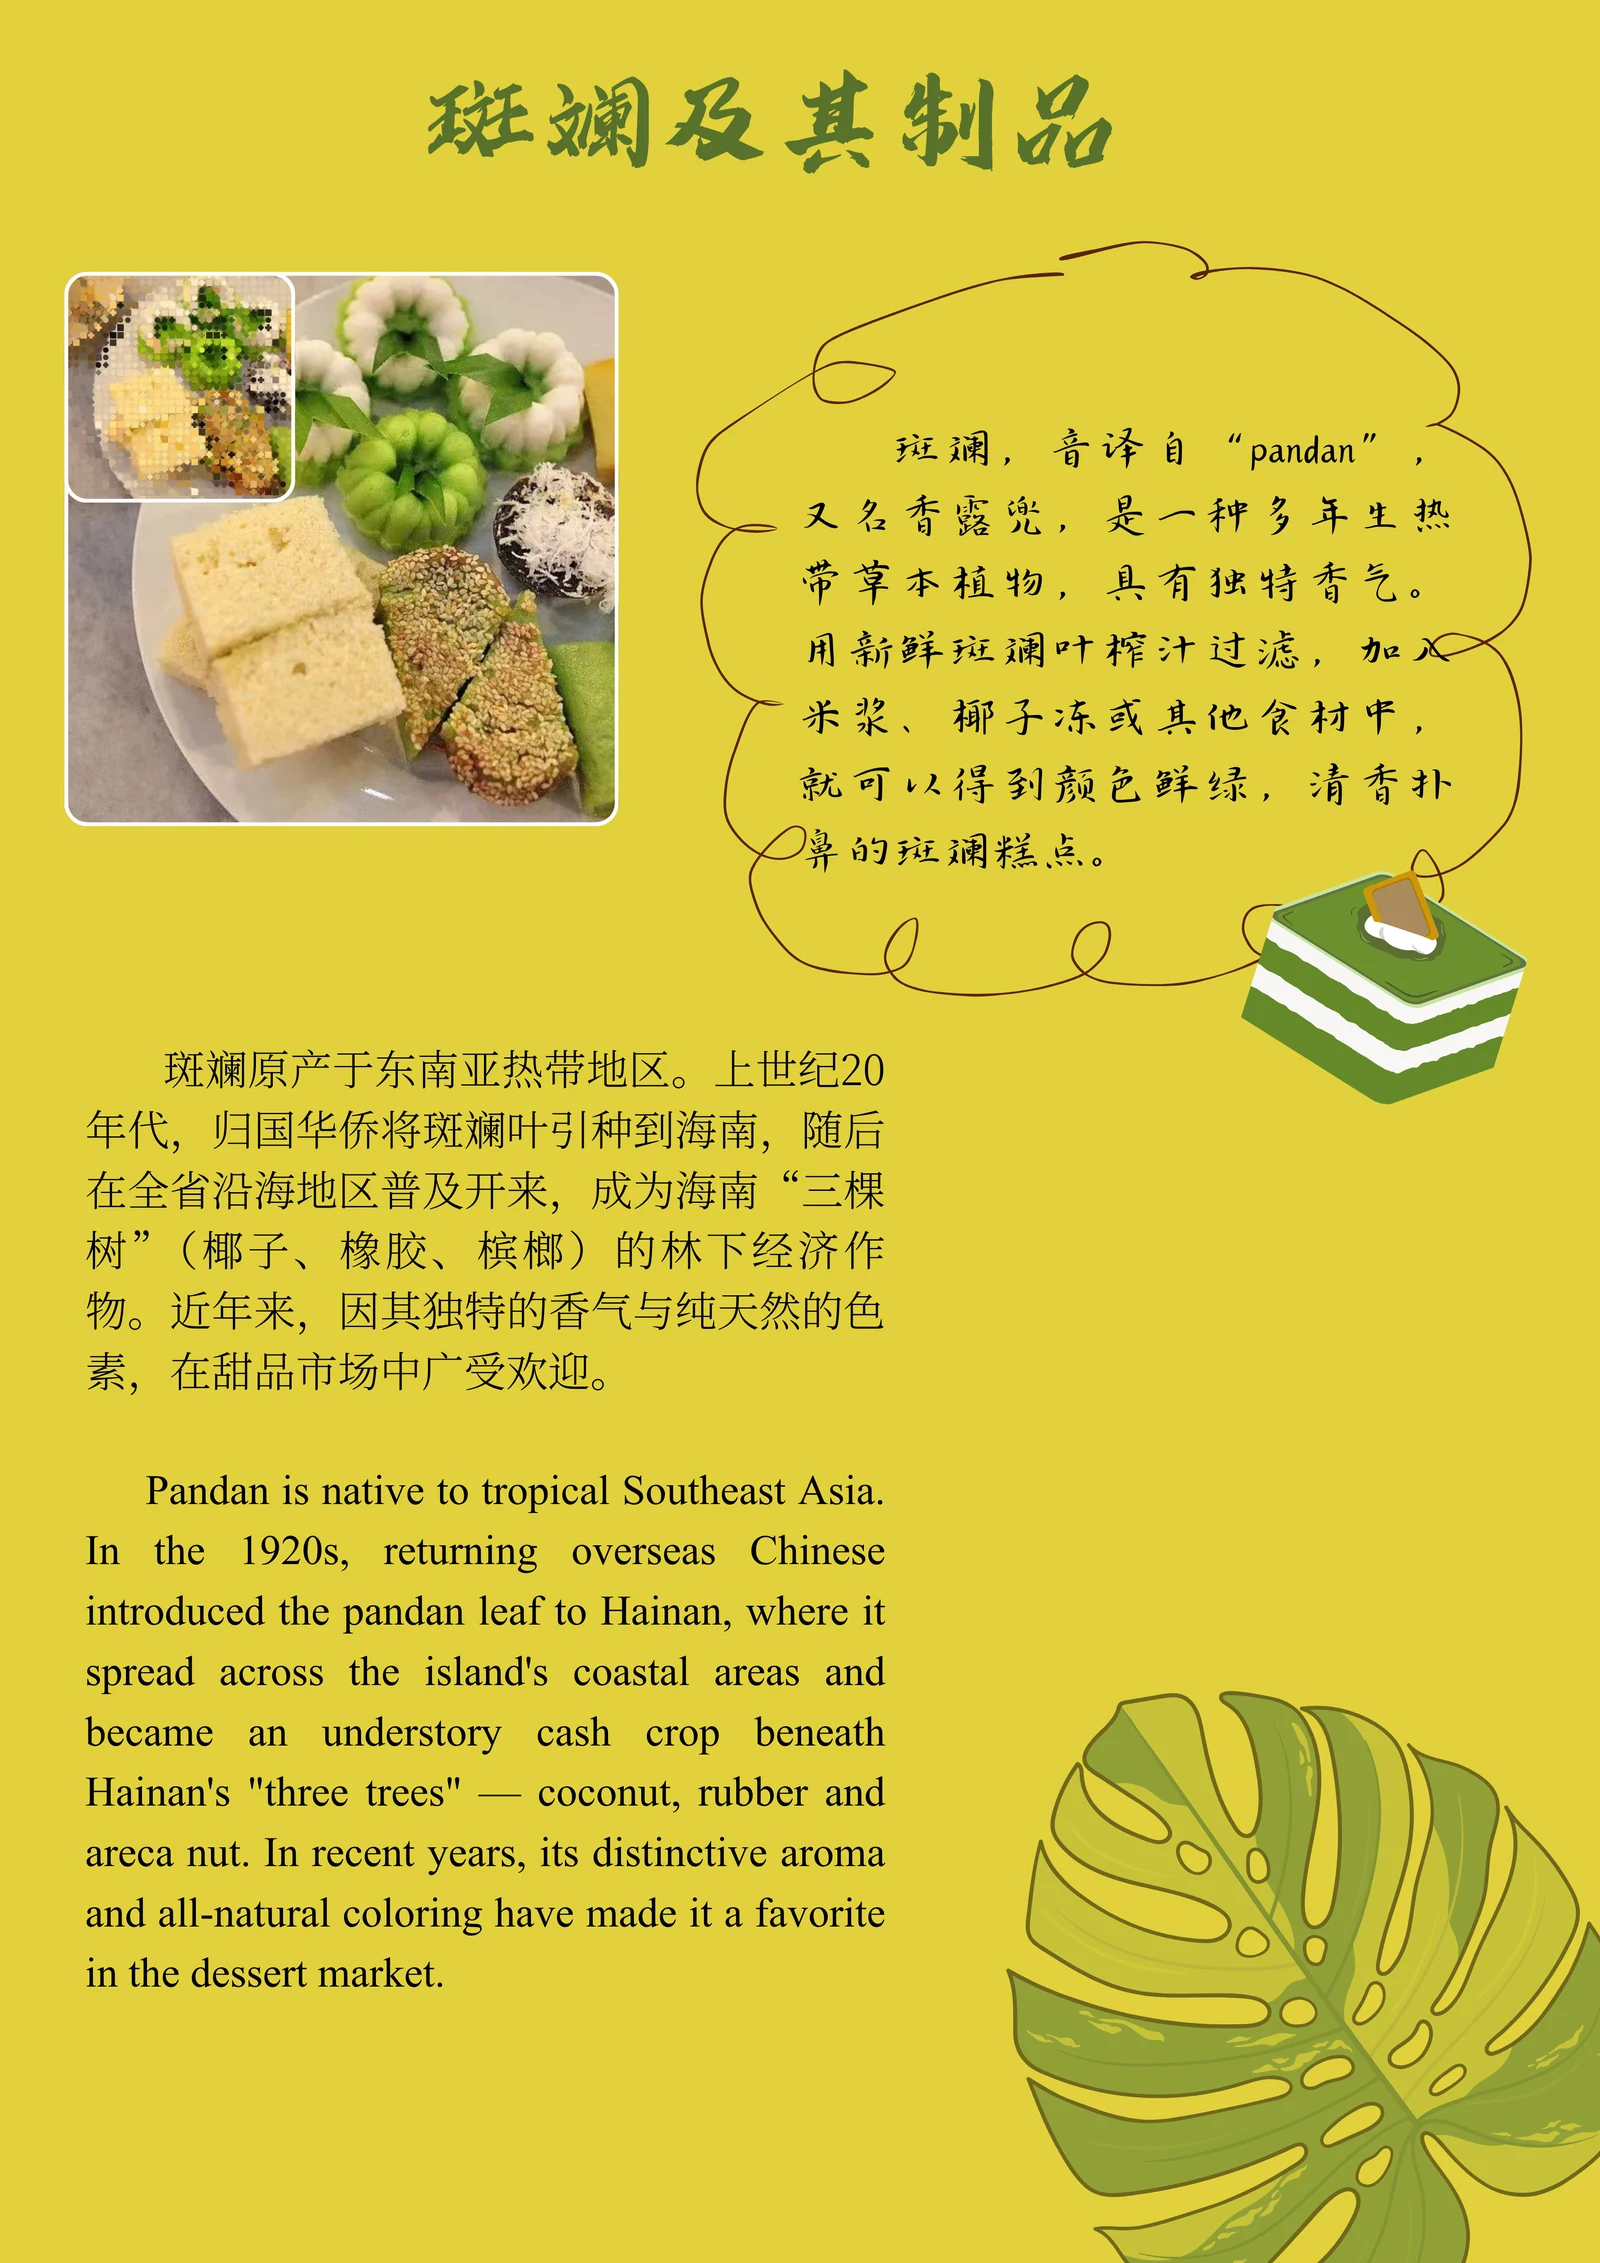 斑斓及其制品
斑斓，音译自“pandan”，
又名香露兜，是一种多年生热
带草本植物，具有独特香气。
用新鲜斑斓叶榨汁过滤，加入
米浆、椰子冻或其他食材中，
就可以得到颜色鲜绿，清香扑
鼻的斑斓糕点。
斑斓原产于东南亚热带地区。上世纪20
年代，归国华侨将斑斓叶引种到海南，随后
在全省沿海地区普及开来，成为海南“三棵
树”（椰子、橡胶、槟榔）的林下经济作
物。近年来，因其独特的香气与纯天然的色
素，在甜品市场中广受欢迎。
Pandan is native to tropical Southeast Asia.
In the 1920s, returning overseas Chinese
introduced the pandan leaf to Hainan, where it
spread across the island's coastal areas and
became an understory cash crop beneath
Hainan's "three trees" — coconut, rubber and
areca nut. In recent years, its distinctive aroma
and all-natural coloring have made it a favorite
in the dessert market.